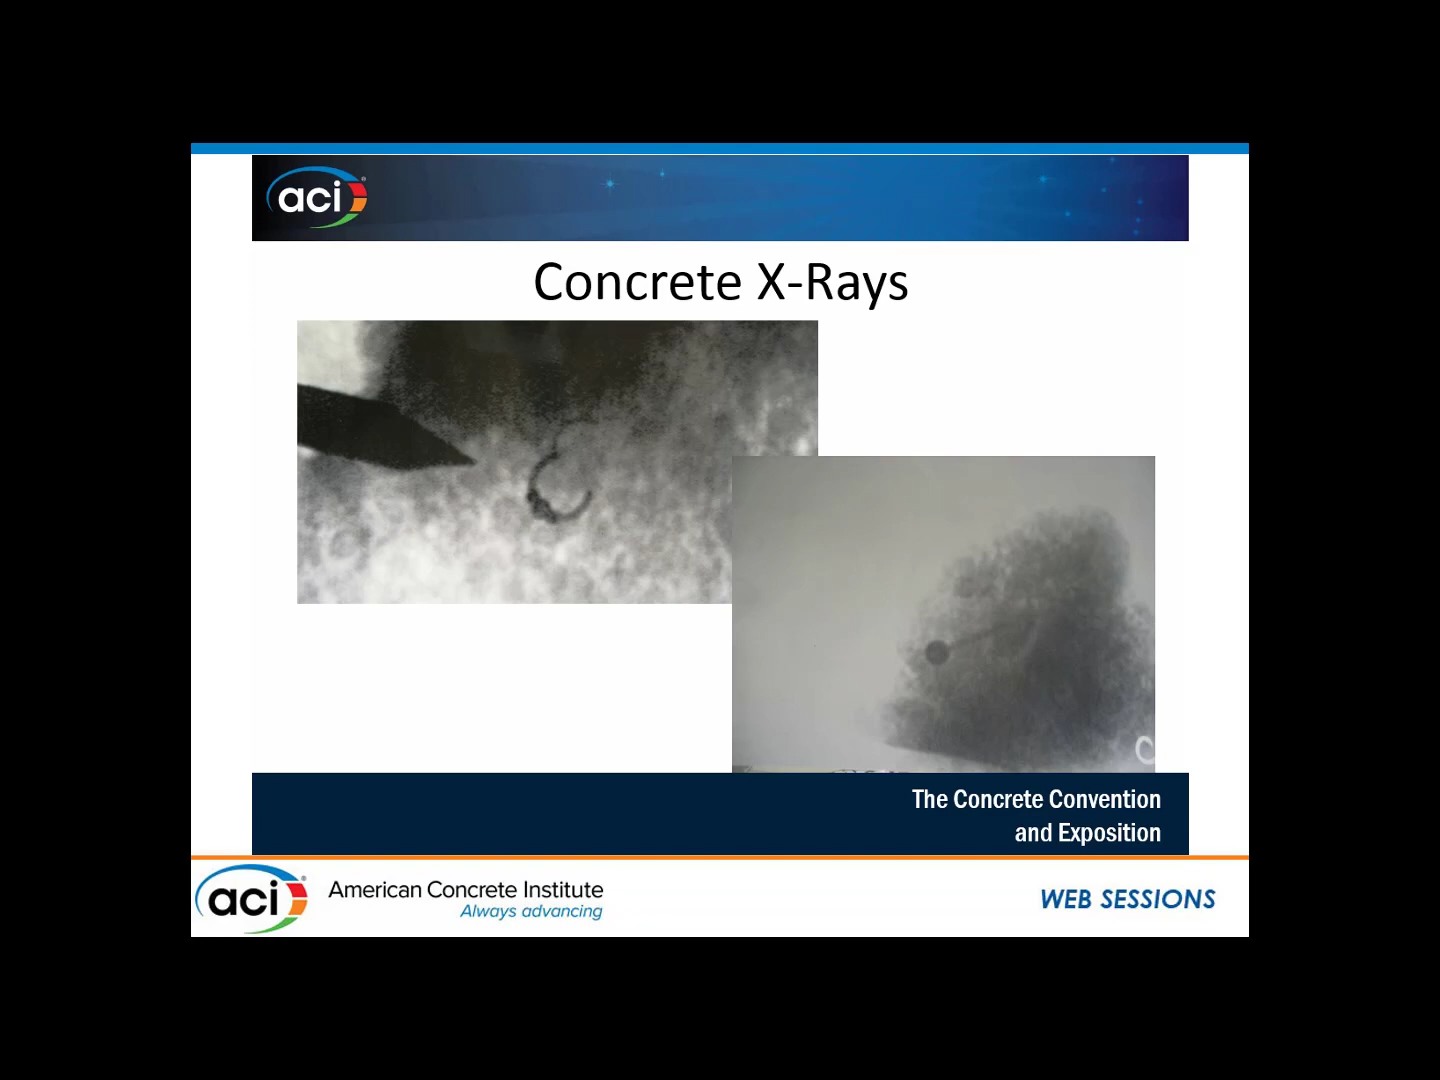 aci
Concrete X-Rays
C
The Concrete Convention
and Exposition
aci
American Concrete Institute
Always advancing
WEB SESSIONS